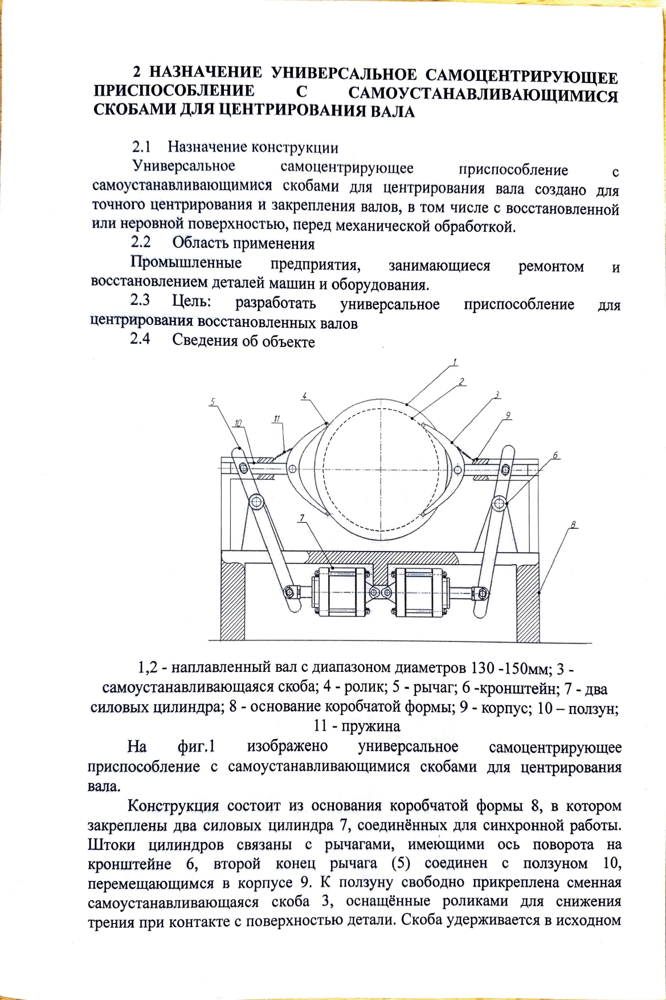 2 НАЗНАЧЕНИЕ УНИВЕРСАЛЬНОЕ САМОЦЕНТРИРУЮЩЕЕ
ПРИСПОСОБЛЕНИЕ С САМОУСТАНАВЛИВАЮЩИМИСЯ
СКОБАМИ ДЛЯ ЦЕНТРИРОВАНИЯ ВАЛА
2.1 Назначение конструкции
Универсальное самоцентрирующее приспособление с
самоустанавливающимися скобами для центрирования вала создано для
точного центрирования и закрепления валов, в том числе с восстановленной
или неровной поверхностью, перед механической обработкой.
2.2 Область применения
Промышленные предприятия, занимающиеся ремонтом и
восстановлением деталей машин и оборудования.
2.3 Цель: разработать универсальное приспособление для
центрирования восстановленных валов
2.4 Сведения об объекте
1
2
4
3
5
11
10
9
6
7
8
1,2 - наплавленный вал с диапазоном диаметров 130 -150мм; 3 -
самоустанавливающаяся скоба; 4 - ролик; 5 - рычаг; 6 -кронштейн; 7 - два
силовых цилиндра; 8 - основание коробчатой формы; 9 - корпус; 10 – ползун;
11 - пружина
На фиг.1 изображено универсальное самоцентрирующее
приспособление с самоустанавливающимися скобами для центрирования
вала.
Конструкция состоит из основания коробчатой формы 8, в котором
закреплены два силовых цилиндра 7, соединённых для синхронной работы.
Штоки цилиндров связаны с рычагами, имеющими ось поворота на
кронштейне 6, второй конец рычага (5) соединен с ползуном 10,
перемещающимся в корпусе 9. К ползуну свободно прикреплена сменная
самоустанавливающаяся скоба 3, оснащённые роликами для снижения
трения при контакте с поверхностью детали. Скоба удерживается в исходном